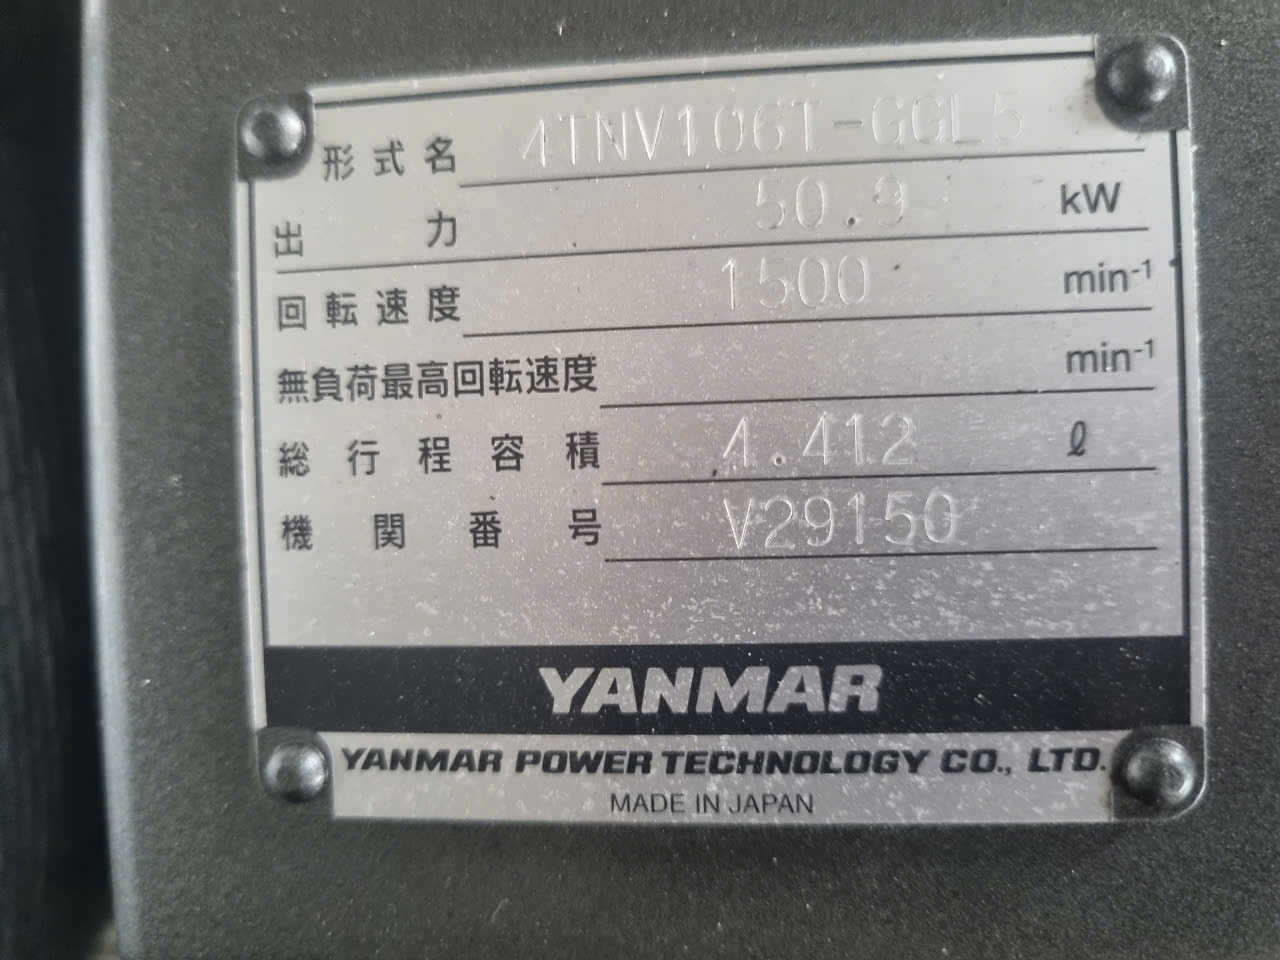 形式名 4TNV106T-GGL5
出力 50.9 kW
回転速度 1500 min-1
無負荷最高回転速度 min-1
総行程容積 4.412 ℓ
機関番号 V29150
YANMAR
YANMAR POWER TECHNOLOGY CO., LTD.
MADE IN JAPAN